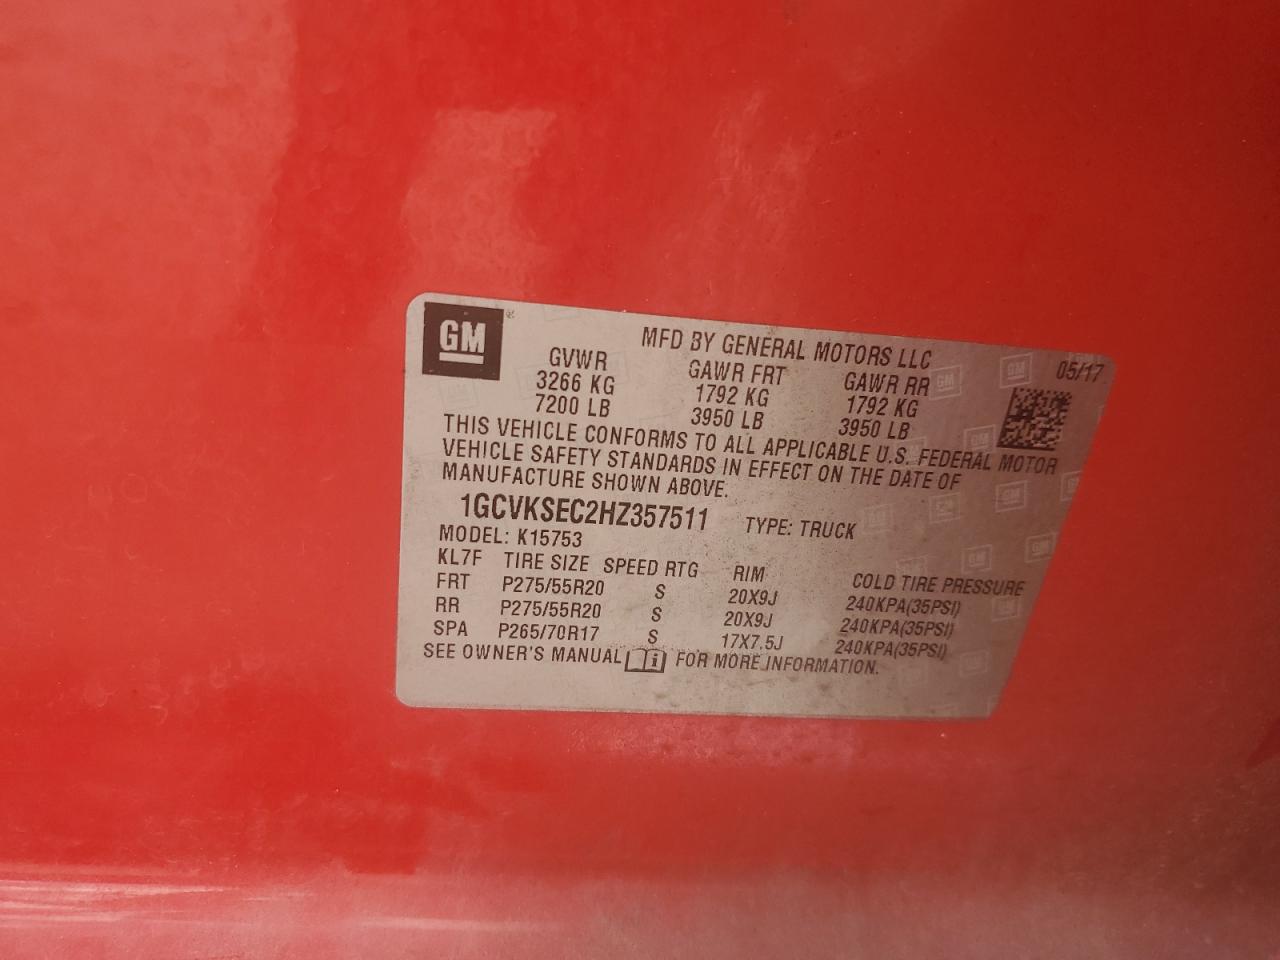 GM
MFD BY GENERAL MOTORS LLC
05/17
GVWR GAWR FRT GAWR RR
3266 KG 1792 KG 1792 KG
7200 LB 3950 LB 3950 LB
THIS VEHICLE CONFORMS TO ALL APPLICABLE U.S. FEDERAL MOTOR
VEHICLE SAFETY STANDARDS IN EFFECT ON THE DATE OF
MANUFACTURE SHOWN ABOVE.
1GCVKSEC2HZ357511 TYPE: TRUCK
MODEL: K15753
KL7F TIRE SIZE SPEED RTG RIM COLD TIRE PRESSURE
FRT P275/55R20 S 20X9J 240KPA(35PSI)
RR P275/55R20 S 20X9J 240KPA(35PSI)
SPA P265/70R17 S 17X7.5J 240KPA(35PSI)
SEE OWNER'S MANUAL i FOR MORE INFORMATION.